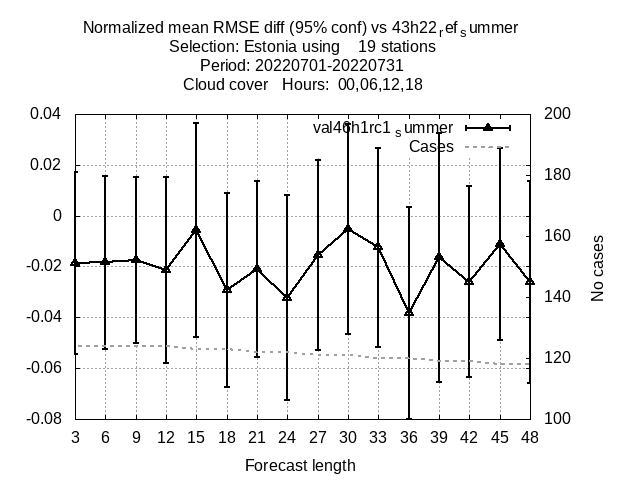 Normalized mean RMSE diff (95% conf) vs 43h22refsummer
Selection: Estonia using 19 stations
Period: 20220701-20220731
Cloud cover Hours: 00,06,12,18
val46h1rc1summer
Cases
0.04
0.02
0
-0.02
-0.04
-0.06
-0.08
200
180
160
140
120
100
No cases
3 6 9 12 15 18 21 24 27 30 33 36 39 42 45 48
Forecast length